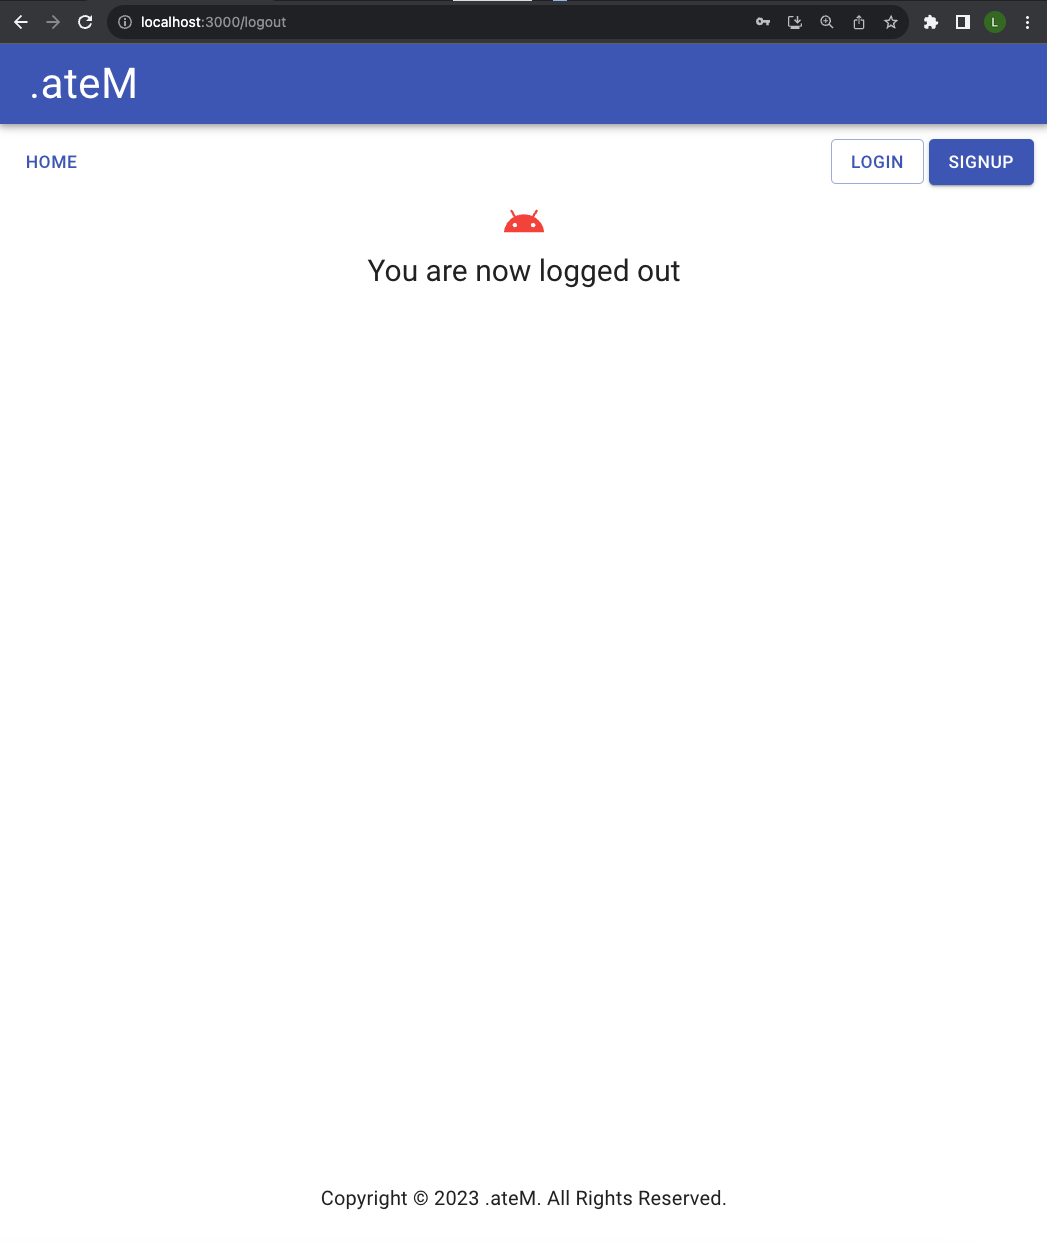 localhost:3000/logout
L
.ateM
HOME
LOGIN
SIGNUP
You are now logged out
Copyright © 2023 .ateM. All Rights Reserved.